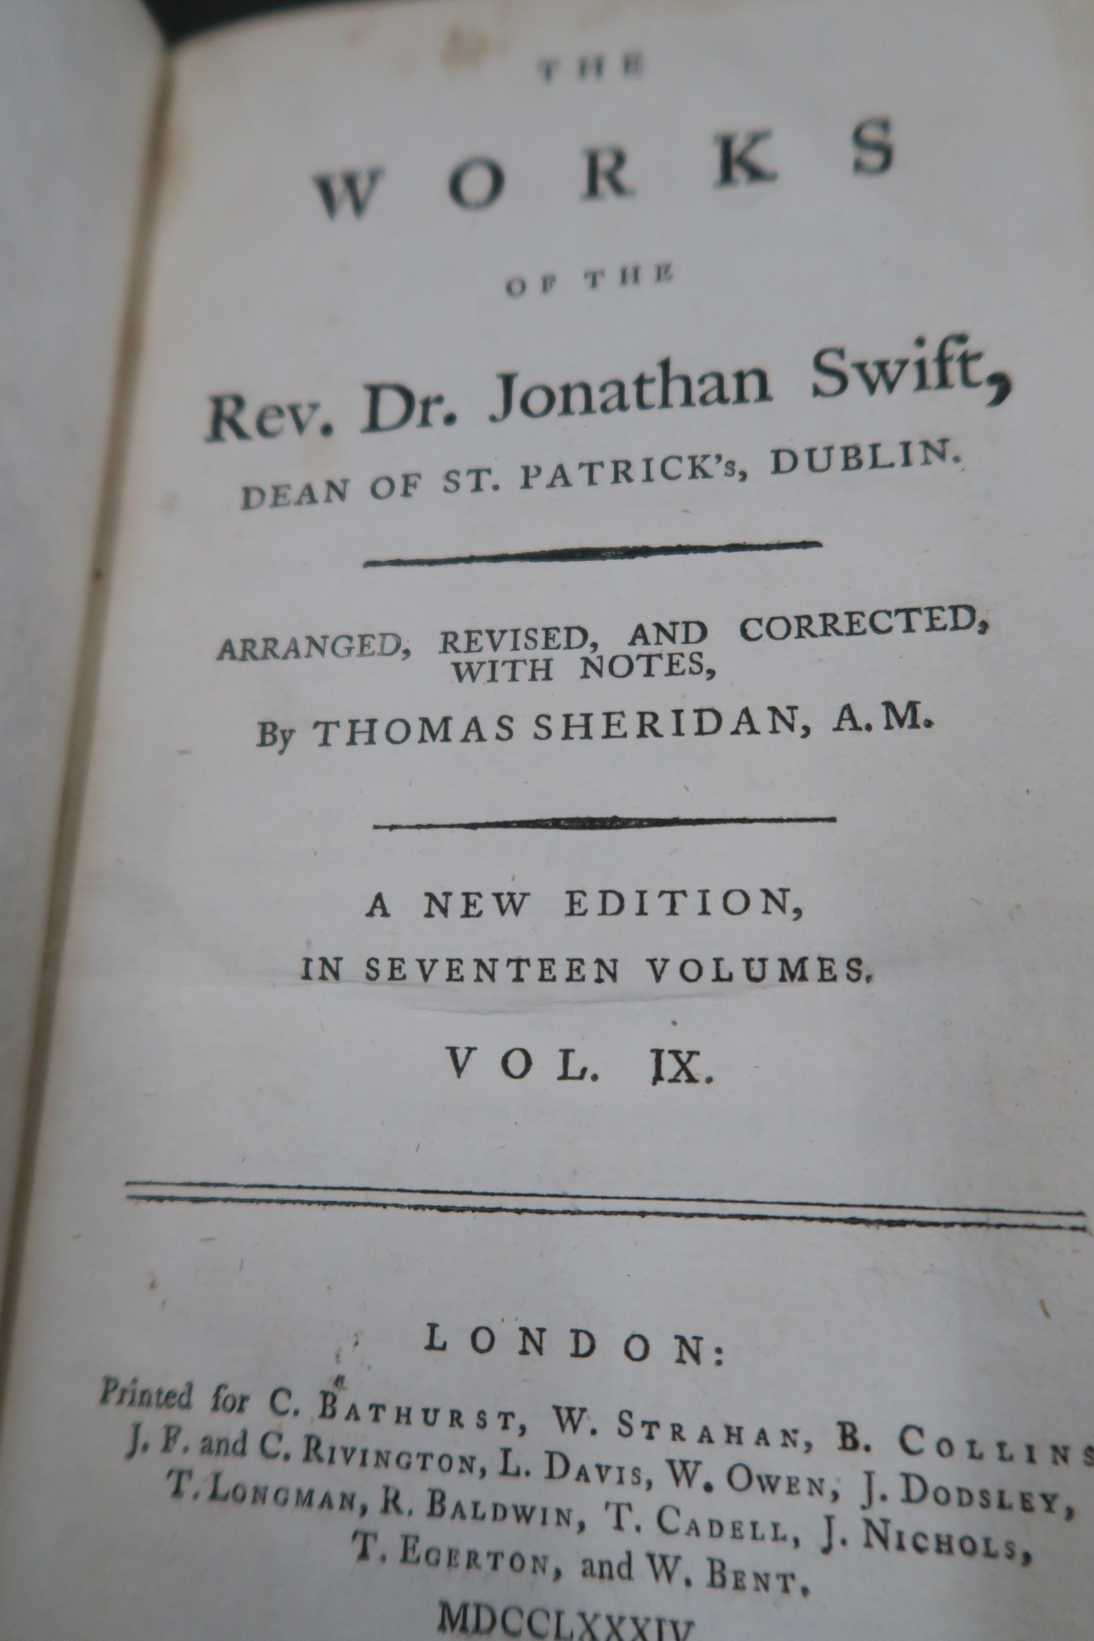 THE
WORKS
OF THE
Rev. Dr. Jonathan Swift,
DEAN OF ST. PATRICK's, DUBLIN.
ARRANGED, REVISED, AND CORRECTED,
WITH NOTES,
By THOMAS SHERIDAN, A.M.
A NEW EDITION,
IN SEVENTEEN VOLUMES.
VOL. IX.
LONDON:
Printed for C. BATHURST, W. STRAHAN, B. COLLINS
J. F. and C. RIVINGTON, L. DAVIS, W. OWEN, J. DODSLEY,
T. LONGMAN, R. BALDWIN, T. CADELL, J. NICHOLS,
T. EGERTON, and W. BENT.
MDCCLXXXIV